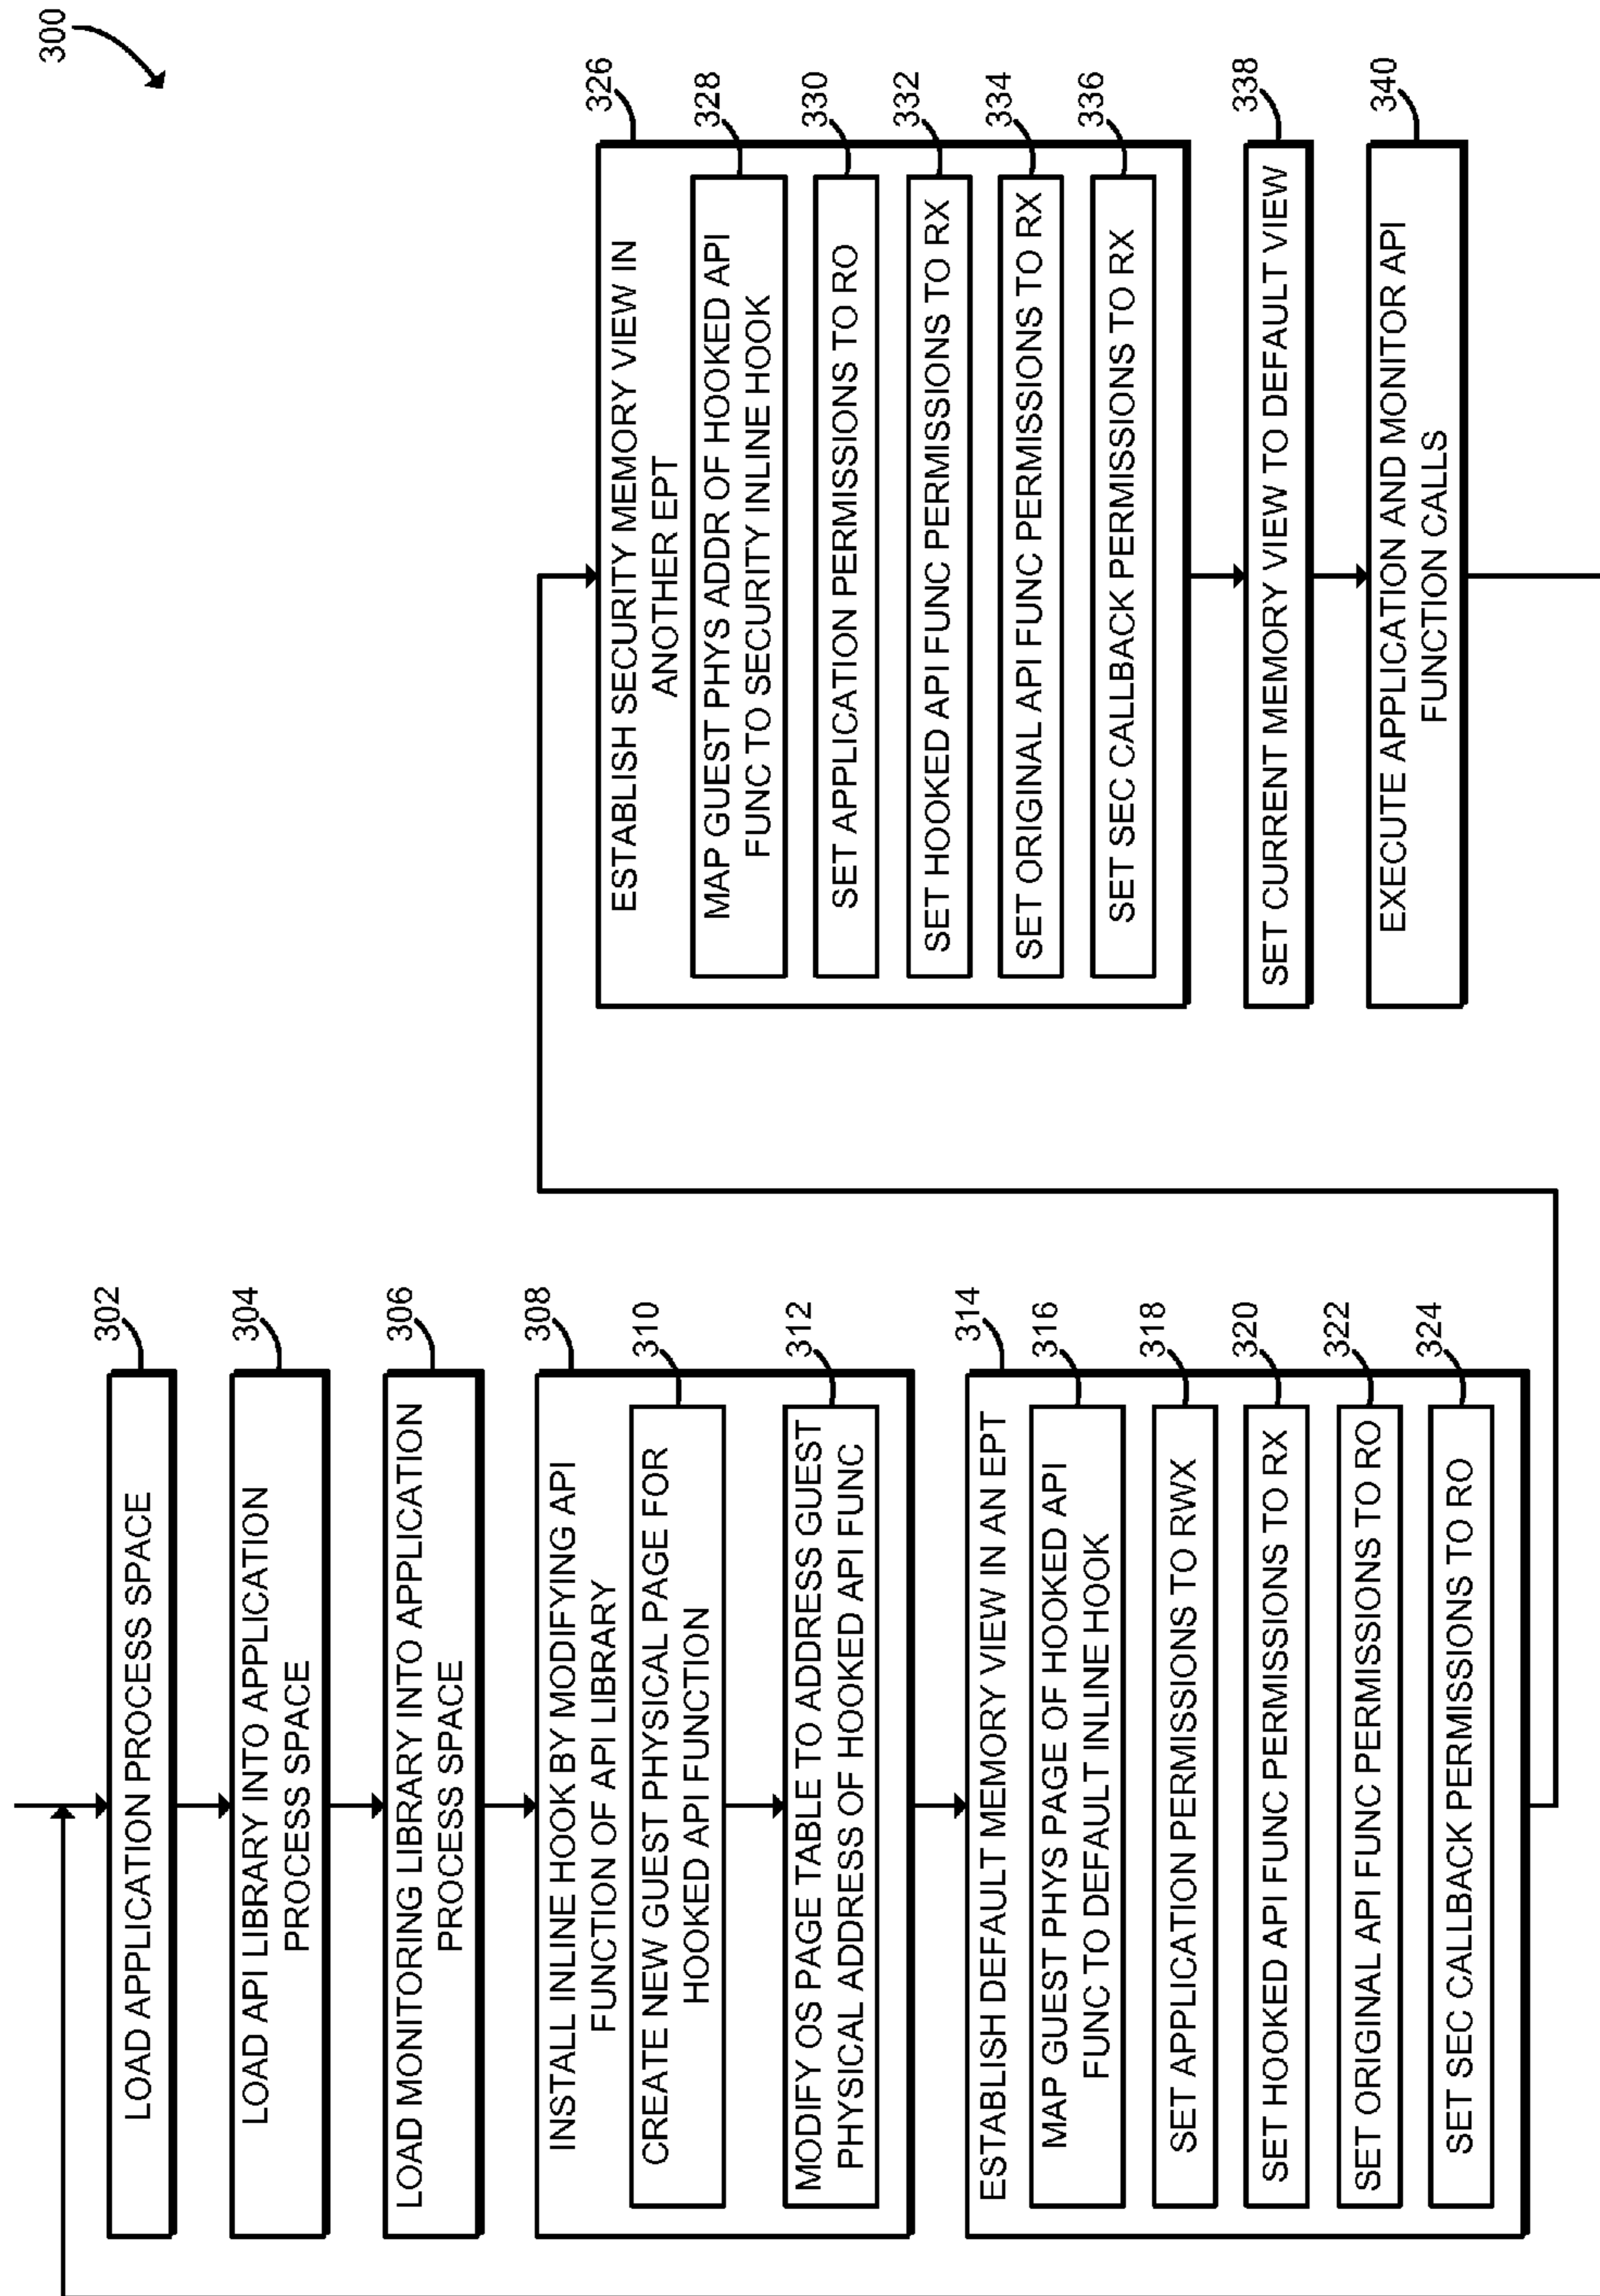 300
302
LOAD APPLICATION PROCESS SPACE
304
LOAD API LIBRARY INTO APPLICATION
PROCESS SPACE
306
LOAD MONITORING LIBRARY INTO APPLICATION
PROCESS SPACE
308
INSTALL INLINE HOOK BY MODIFYING API
FUNCTION OF API LIBRARY
310
CREATE NEW GUEST PHYSICAL PAGE FOR
HOOKED API FUNCTION
312
MODIFY OS PAGE TABLE TO ADDRESS GUEST
PHYSICAL ADDRESS OF HOOKED API FUNC
314
ESTABLISH DEFAULT MEMORY VIEW IN AN EPT
316
MAP GUEST PHYS PAGE OF HOOKED API
FUNC TO DEFAULT INLINE HOOK
318
SET APPLICATION PERMISSIONS TO RWX
320
SET HOOKED API FUNC PERMISSIONS TO RX
322
SET ORIGINAL API FUNC PERMISSIONS TO RO
324
SET SEC CALLBACK PERMISSIONS TO RO
326
ESTABLISH SECURITY MEMORY VIEW IN
ANOTHER EPT
328
MAP GUEST PHYS ADDR OF HOOKED API
FUNC TO SECURITY INLINE HOOK
330
SET APPLICATION PERMISSIONS TO RO
332
SET HOOKED API FUNC PERMISSIONS TO RX
334
SET ORIGINAL API FUNC PERMISSIONS TO RX
336
SET SEC CALLBACK PERMISSIONS TO RX
338
SET CURRENT MEMORY VIEW TO DEFAULT VIEW
340
EXECUTE APPLICATION AND MONITOR API
FUNCTION CALLS